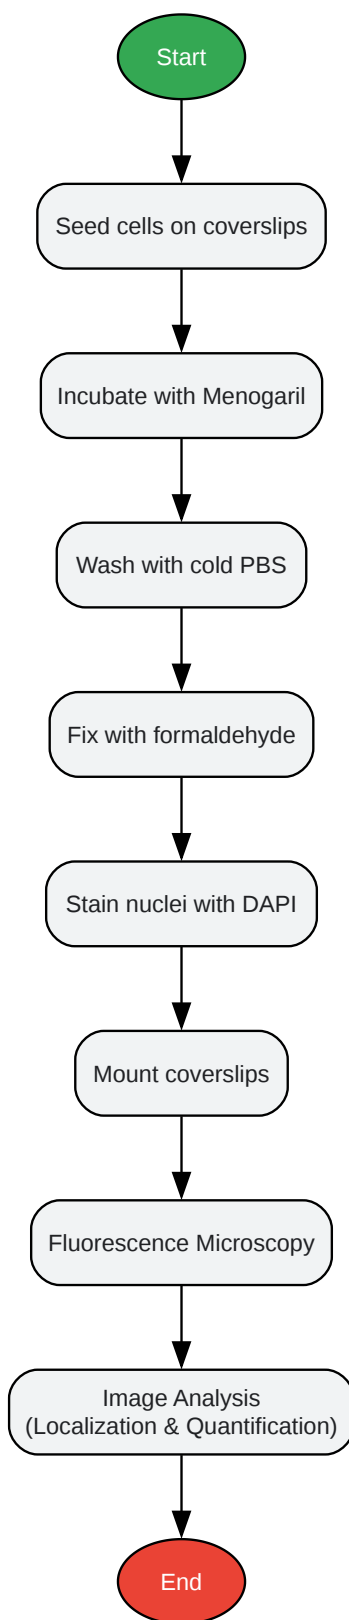 Start
Seed cells on coverslips
Incubate with Menogaril
Wash with cold PBS
Fix with formaldehyde
Stain nuclei with DAPI
Mount coverslips
Fluorescence Microscopy
Image Analysis
(Localization & Quantification)
End